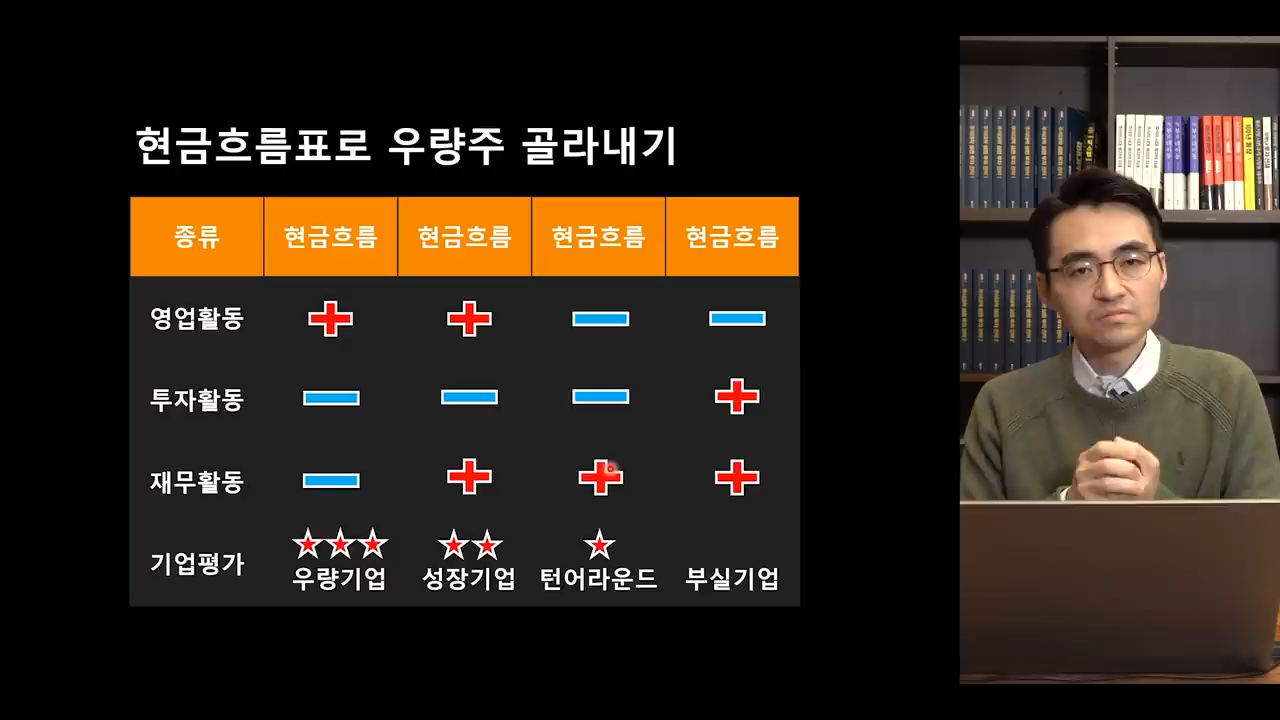 현금흐름표로 우량주 골라내기
종류 현금흐름 현금흐름 현금흐름 현금흐름
영업활동
투자활동
재무활동
기업평가 우량기업 성장기업 턴어라운드 부실기업